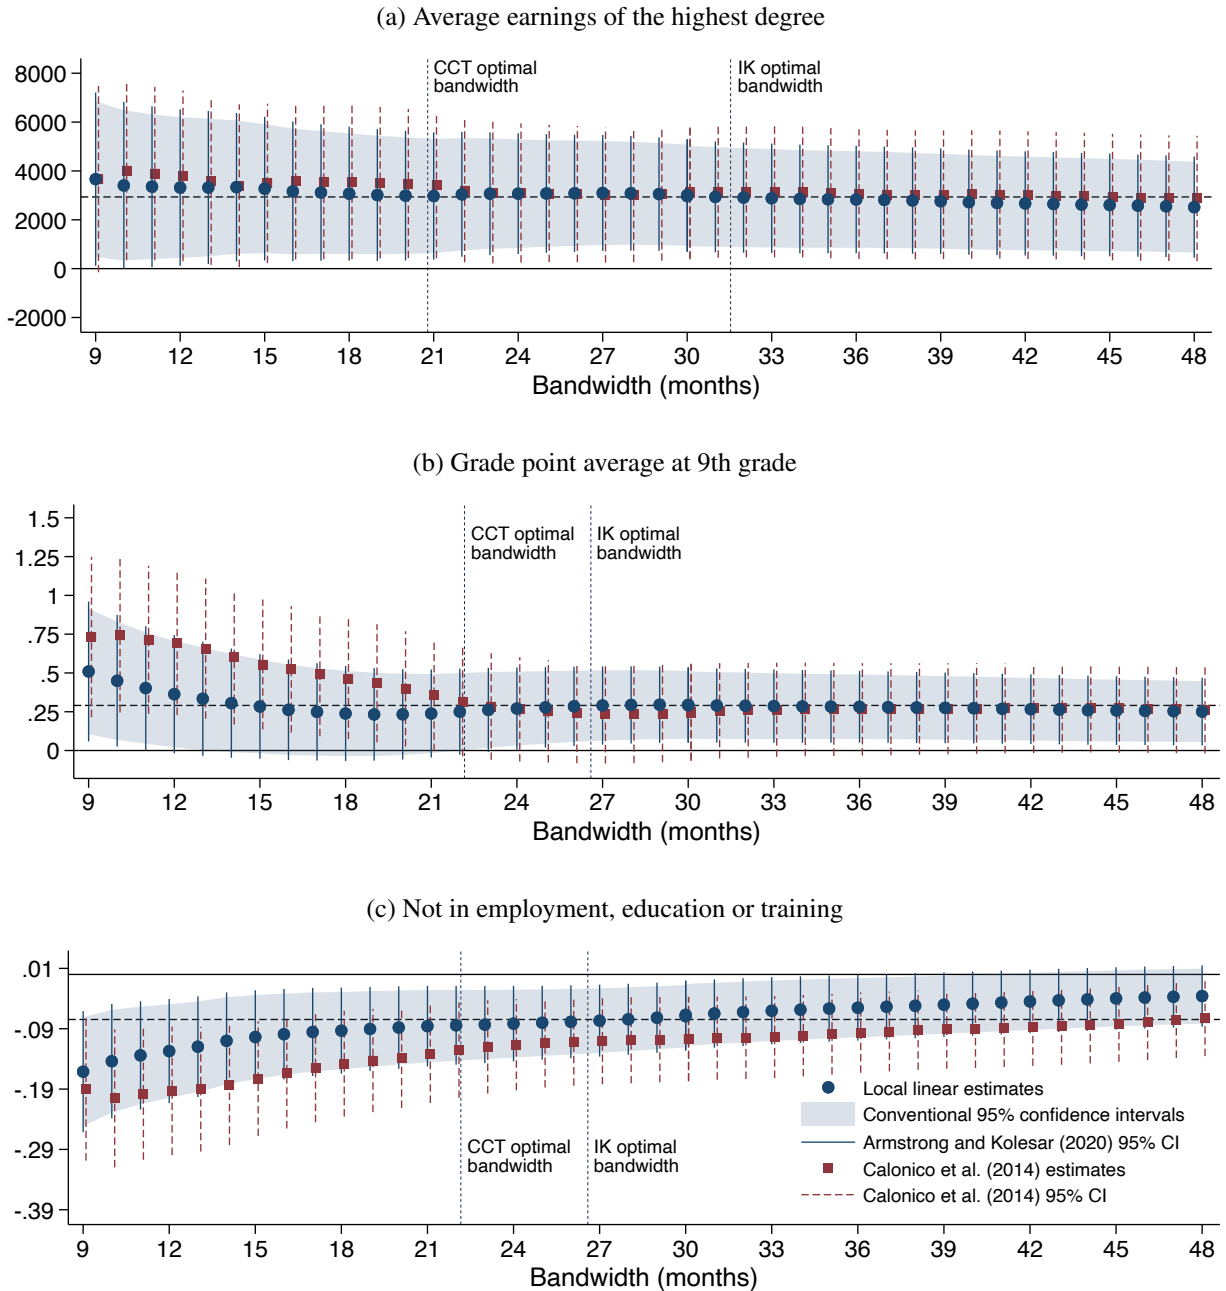 (a) Average earnings of the highest degree
CCT optimal
bandwidth
IK optimal
bandwidth
8000
6000
4000
2000
0
-2000
9 12 15 18 21 24 27 30 33 36 39 42 45 48
Bandwidth (months)
(b) Grade point average at 9th grade
CCT optimal
bandwidth
IK optimal
bandwidth
1.5
1.25
1
.75
.5
.25
0
9 12 15 18 21 24 27 30 33 36 39 42 45 48
Bandwidth (months)
(c) Not in employment, education or training
.01
-.09
-.19
-.29
-.39
CCT optimal
bandwidth
IK optimal
bandwidth
Local linear estimates
Conventional 95% confidence intervals
Armstrong and Kolesar (2020) 95% CI
Calonico et al. (2014) estimates
Calonico et al. (2014) 95% CI
9 12 15 18 21 24 27 30 33 36 39 42 45 48
Bandwidth (months)